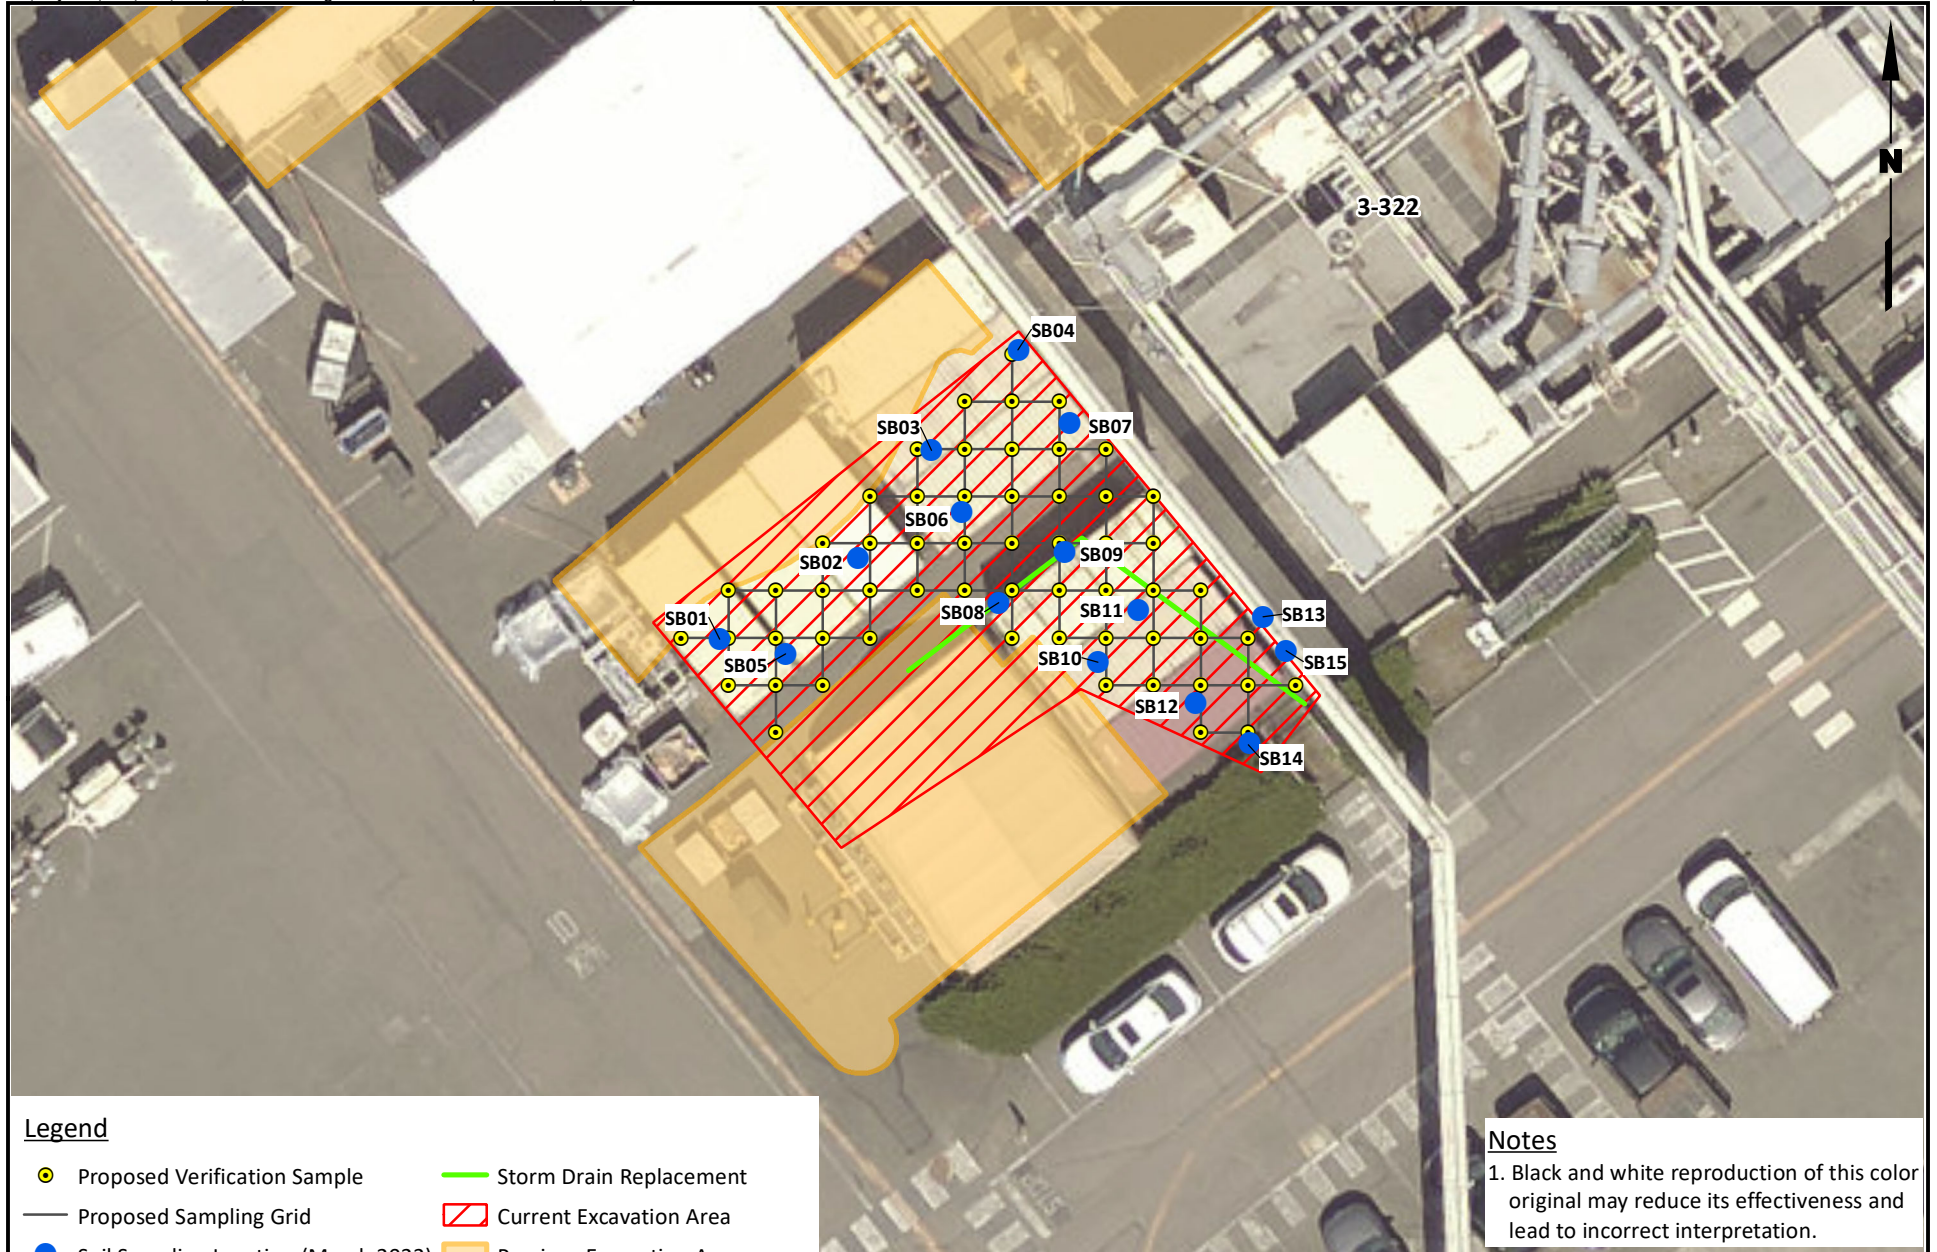 3-322
N
SB04
SB03
SB07
SB06
SB02
SB09
SB08
SB11
SB13
SB01
SB05
SB10
SB15
SB12
SB14
Legend
Proposed Verification Sample
Storm Drain Replacement
Proposed Sampling Grid
Current Excavation Area
Notes
1. Black and white reproduction of this color
original may reduce its effectiveness and
lead to incorrect interpretation.